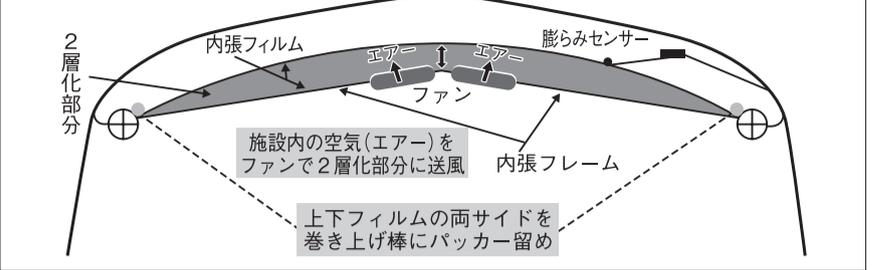 2層化部分
内張フィルム
エアー
エアー
膨らみセンサー
ファン
施設内の空気（エアー）を
ファンで２層化部分に送風
内張フレーム
上下フィルムの両サイドを
巻き上げ棒にパッカー留め